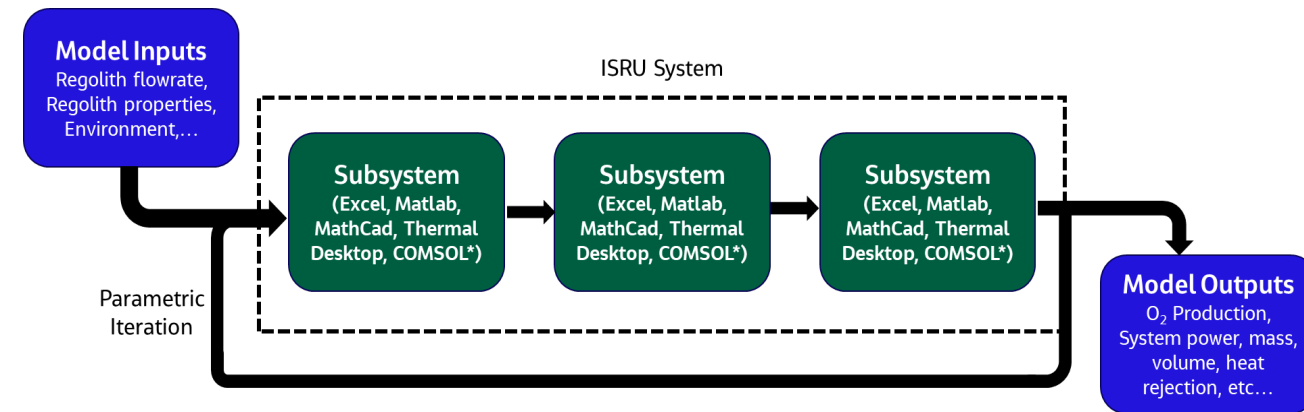 Model Inputs
Regolith flowrate,
Regolith properties,
Environment,...
ISRU System
Subsystem
(Excel, Matlab,
MathCad, Thermal
Desktop, COMSOL*)
Subsystem
(Excel, Matlab,
MathCad, Thermal
Desktop, COMSOL*)
Subsystem
(Excel, Matlab,
MathCad, Thermal
Desktop, COMSOL*)
Parametric
Iteration
Model Outputs
O₂ Production,
System power, mass,
volume, heat
rejection, etc...